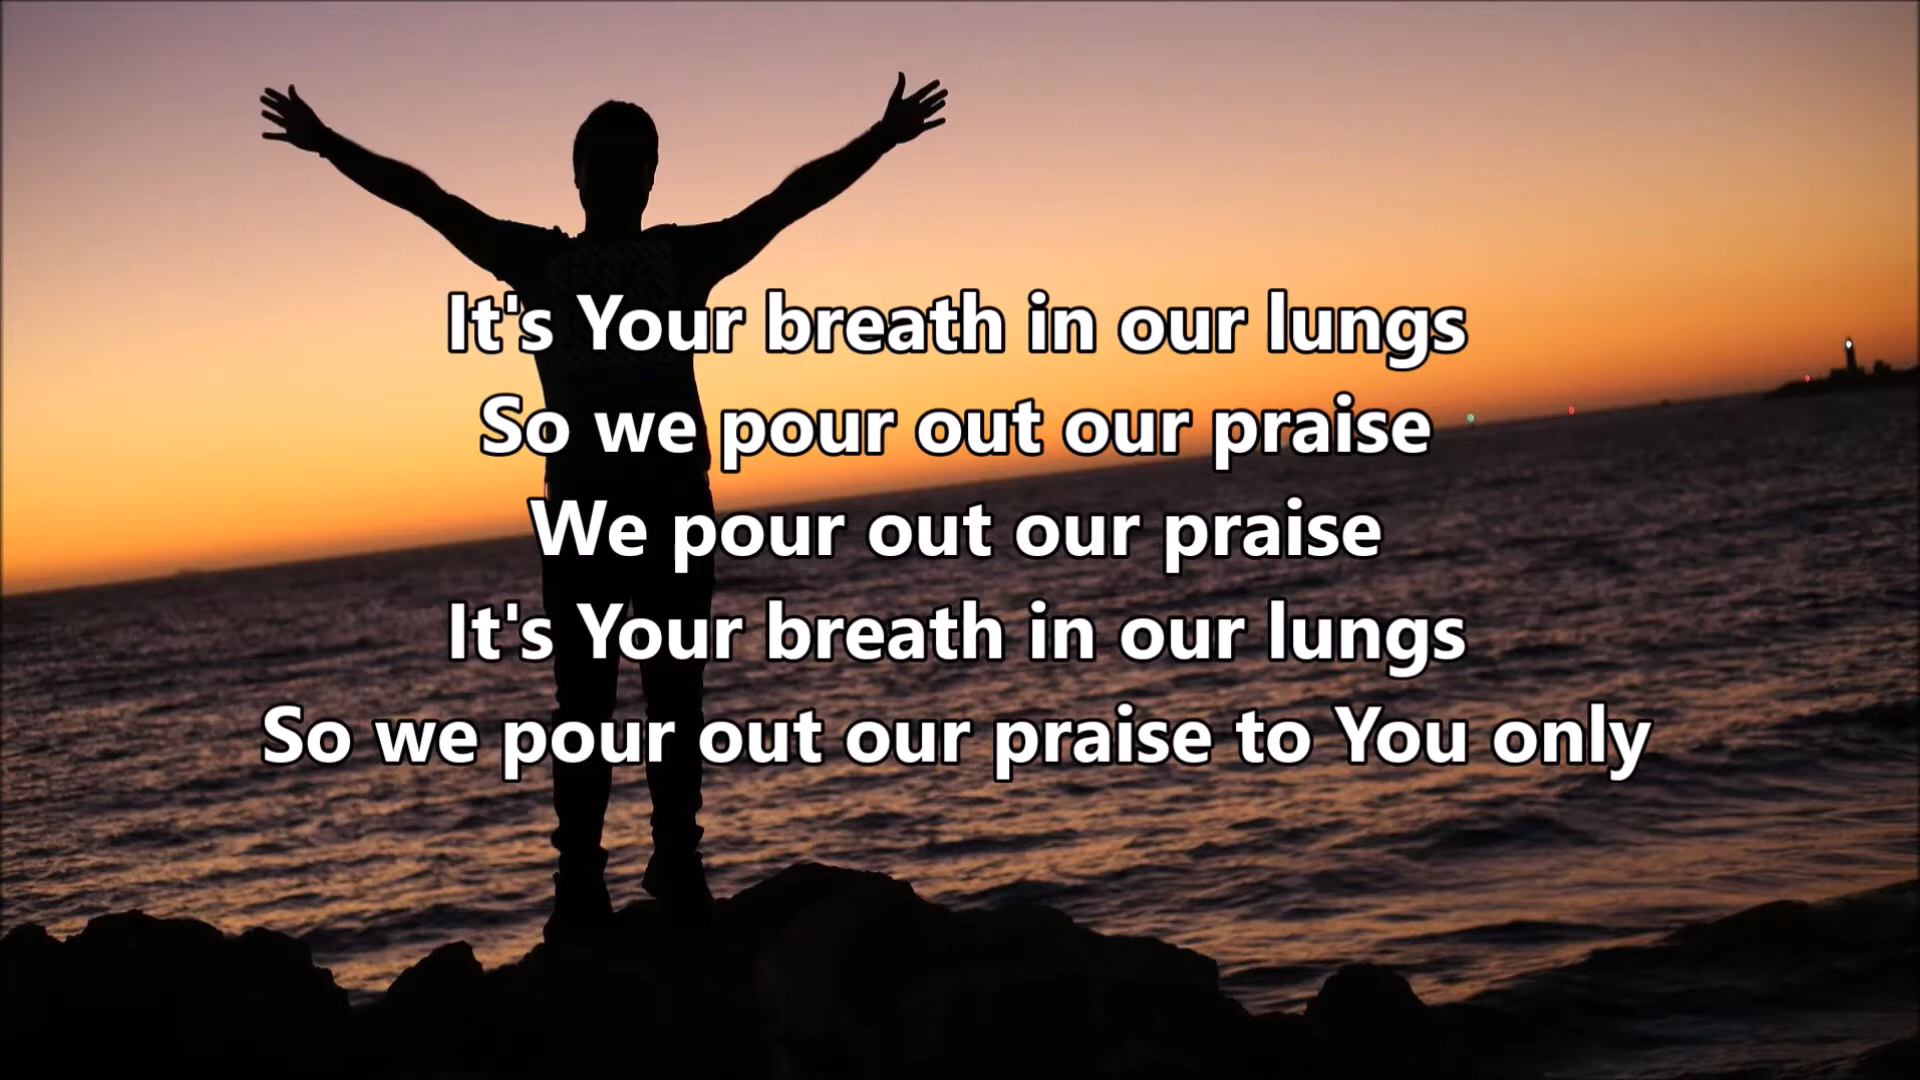 It's Your breath in our lungs
So we pour out our praise
We pour out our praise
It's Your breath in our lungs
So we pour out our praise to You only